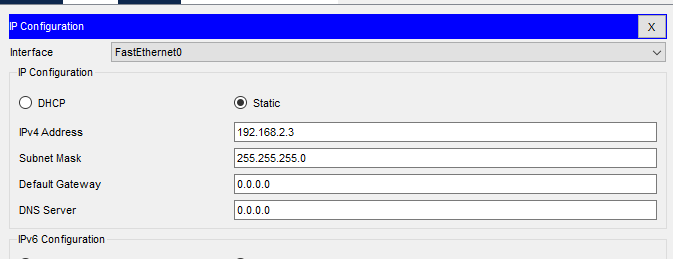 IP Configuration X
Interface FastEthernet0
IP Configuration
DHCP Static
IPv4 Address 192.168.2.3
Subnet Mask 255.255.255.0
Default Gateway 0.0.0.0
DNS Server 0.0.0.0
IPv6 Configuration